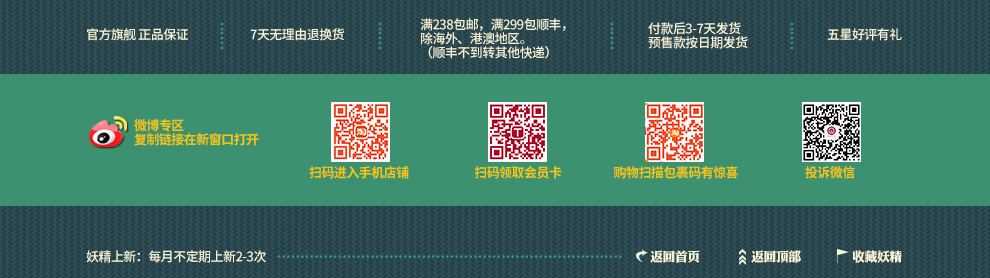 官方旗舰 正品保证
7天无理由退换货
满238包邮，满299包顺丰，
除海外、港澳地区。
（顺丰不到转其他快递）
付款后3-7天发货
预售款按日期发货
五星好评有礼
微博专区
复制链接在新窗口打开
扫码进入手机店铺
扫码领取会员卡
购物扫描包裹码有惊喜
投诉微信
妖精上新：每月不定期上新2-3次
返回首页
返回顶部
收藏妖精